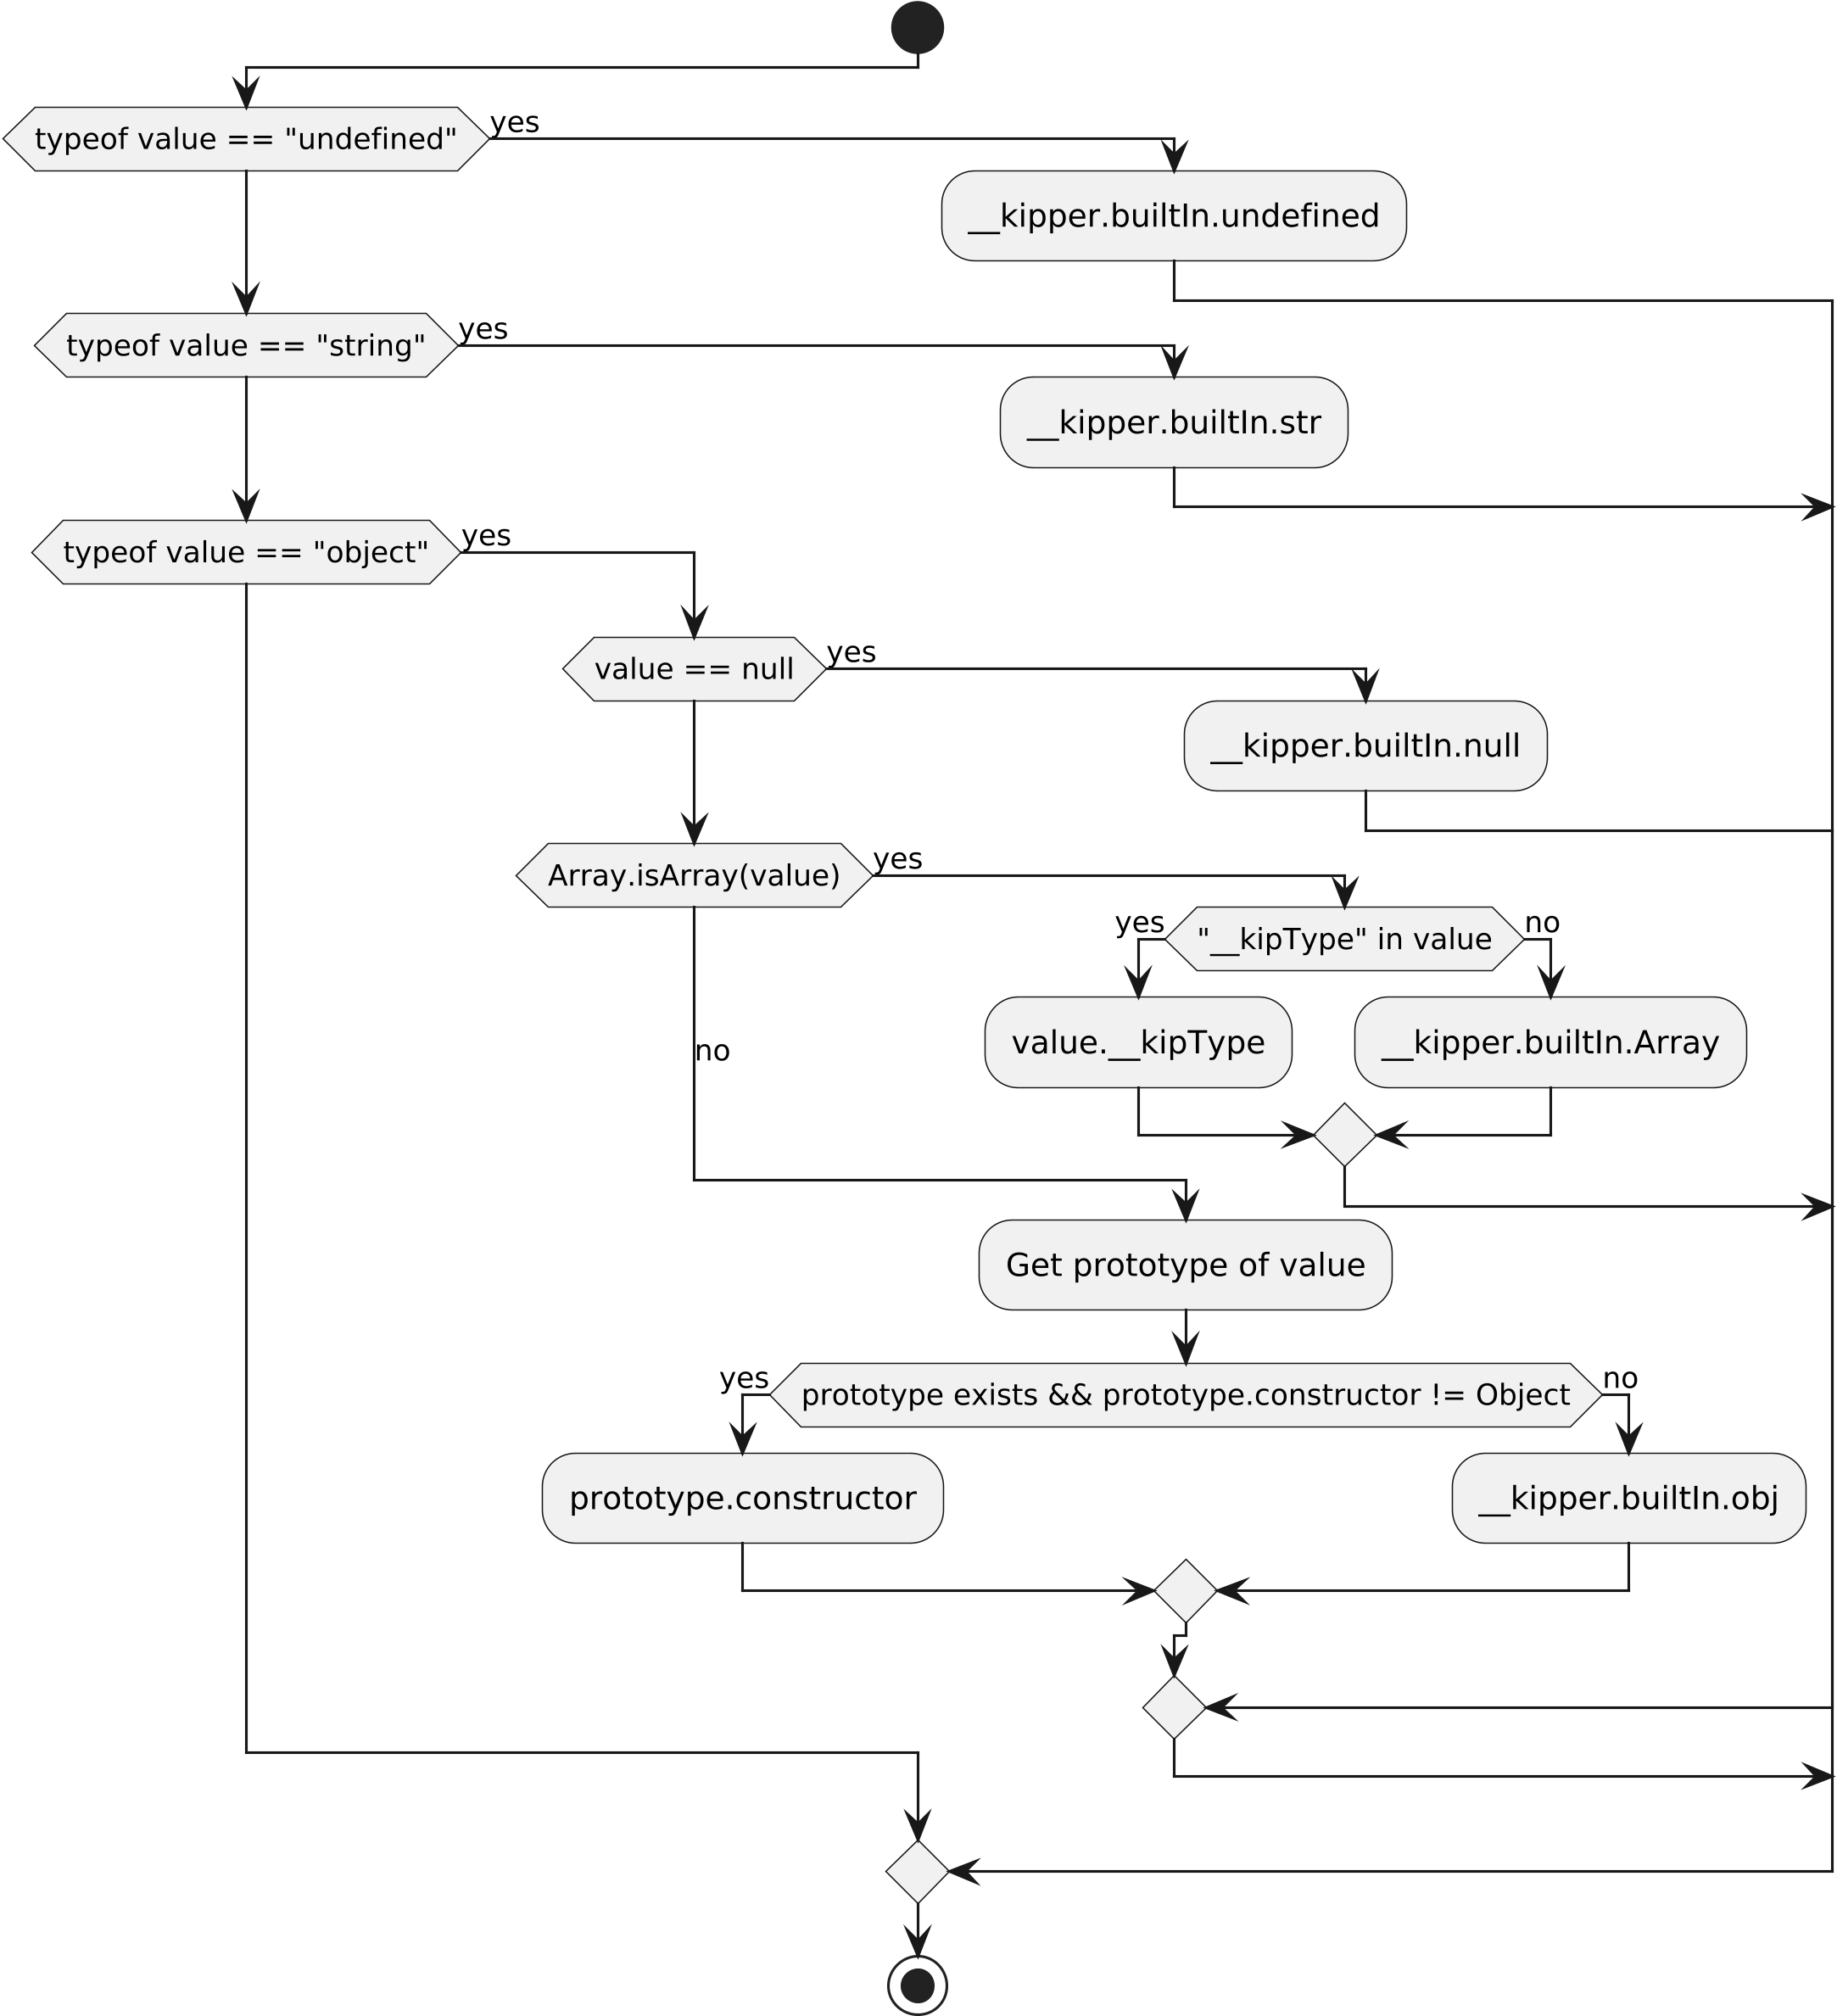 typeof value == "undefined"
yes
__kipper.builtIn.undefined
typeof value == "string"
yes
__kipper.builtIn.str
typeof value == "object"
yes
value == null
yes
__kipper.builtIn.null
Array.isArray(value)
yes
yes
"__kipType" in value
no
value.__kipType
__kipper.builtIn.Array
no
Get prototype of value
yes
prototype exists && prototype.constructor != Object
no
prototype.constructor
__kipper.builtIn.obj